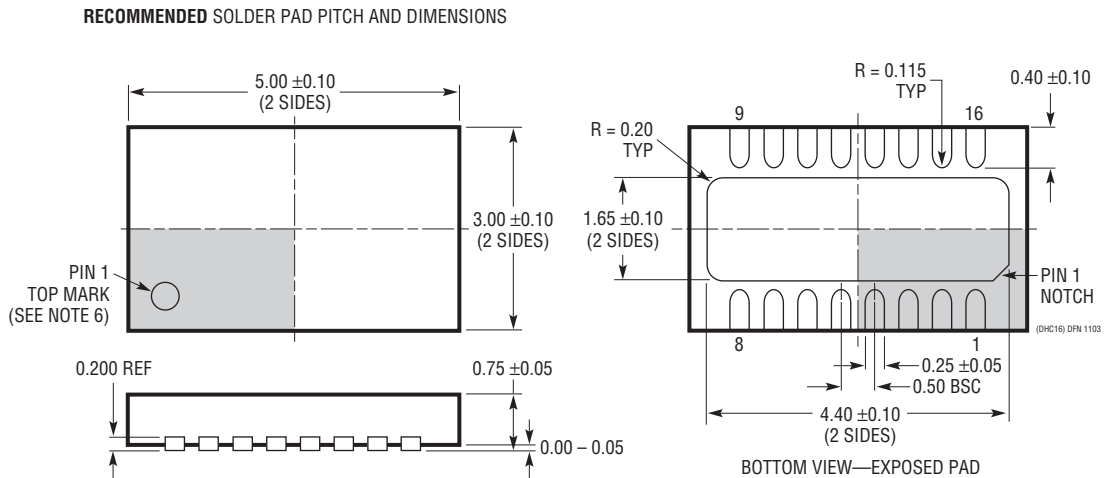 RECOMMENDED SOLDER PAD PITCH AND DIMENSIONS
5.00 ±0.10
(2 SIDES)
3.00 ±0.10
(2 SIDES)
PIN 1
TOP MARK
(SEE NOTE 6)
0.200 REF
0.75 ±0.05
0.00 – 0.05
R = 0.115
TYP
0.40 ±0.10
9
16
R = 0.20
TYP
1.65 ±0.10
(2 SIDES)
PIN 1
NOTCH
(DHC16) DFN 1103
8
1
0.25 ±0.05
0.50 BSC
4.40 ±0.10
(2 SIDES)
BOTTOM VIEW—EXPOSED PAD